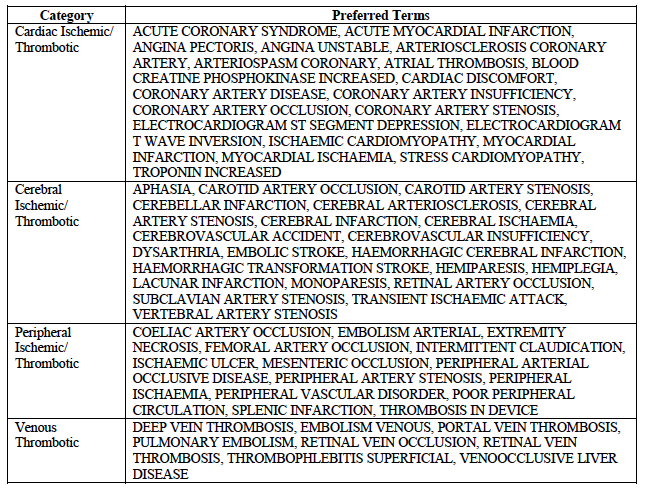 Category Preferred Terms
Cardiac Ischemic/ ACUTE CORONARY SYNDROME, ACUTE MYOCARDIAL INFARCTION,
Thrombotic ANGINA PECTORIS, ANGINA UNSTABLE, ARTERIOSCLEROSIS CORONARY
ARTERY, ARTERIOSPASM CORONARY, ATRIAL THROMBOSIS, BLOOD
CREATINE PHOSPHOKINASE INCREASED, CARDIAC DISCOMFORT,
CORONARY ARTERY DISEASE, CORONARY ARTERY INSUFFICIENCY,
CORONARY ARTERY OCCLUSION, CORONARY ARTERY STENOSIS,
ELECTROCARDIOGRAM ST SEGMENT DEPRESSION, ELECTROCARDIOGRAM
T WAVE INVERSION, ISCHAEMIC CARDIOMYOPATHY, MYOCARDIAL
INFARCTION, MYOCARDIAL ISCHAEMIA, STRESS CARDIOMYOPATHY,
TROPONIN INCREASED
Cerebral APHASIA, CAROTID ARTERY OCCLUSION, CAROTID ARTERY STENOSIS,
Ischemic/ CEREBELLAR INFARCTION, CEREBRAL ARTERIOSCLEROSIS, CEREBRAL
Thrombotic ARTERY STENOSIS, CEREBRAL INFARCTION, CEREBRAL ISCHAEMIA,
CEREBROVASCULAR ACCIDENT, CEREBROVASCULAR INSUFFICIENCY,
DYSARTHRIA, EMBOLIC STROKE, HAEMORRHAGIC CEREBRAL INFARCTION,
HAEMORRHAGIC TRANSFORMATION STROKE, HEMIPARESIS, HEMIPLEGIA,
LACUNAR INFARCTION, MONOPARESIS, RETINAL ARTERY OCCLUSION,
SUBCLAVIAN ARTERY STENOSIS, TRANSIENT ISCHAEMIC ATTACK,
VERTEBRAL ARTERY STENOSIS
Peripheral COELIAC ARTERY OCCLUSION, EMBOLISM ARTERIAL, EXTREMITY
Ischemic/ NECROSIS, FEMORAL ARTERY OCCLUSION, INTERMITTENT CLAUDICATION,
Thrombotic ISCHAEMIC ULCER, MESENTERIC OCCLUSION, PERIPHERAL ARTERIAL
OCCLUSIVE DISEASE, PERIPHERAL ARTERY STENOSIS, PERIPHERAL
ISCHAEMIA, PERIPHERAL VASCULAR DISORDER, POOR PERIPHERAL
CIRCULATION, SPLENIC INFARCTION, THROMBOSIS IN DEVICE
Venous DEEP VEIN THROMBOSIS, EMBOLISM VENOUS, PORTAL VEIN THROMBOSIS,
Thrombotic PULMONARY EMBOLISM, RETINAL VEIN OCCLUSION, RETINAL VEIN
THROMBOSIS, THROMBOPHLEBITIS SUPERFICIAL, VENOOCCLUSIVE LIVER
DISEASE